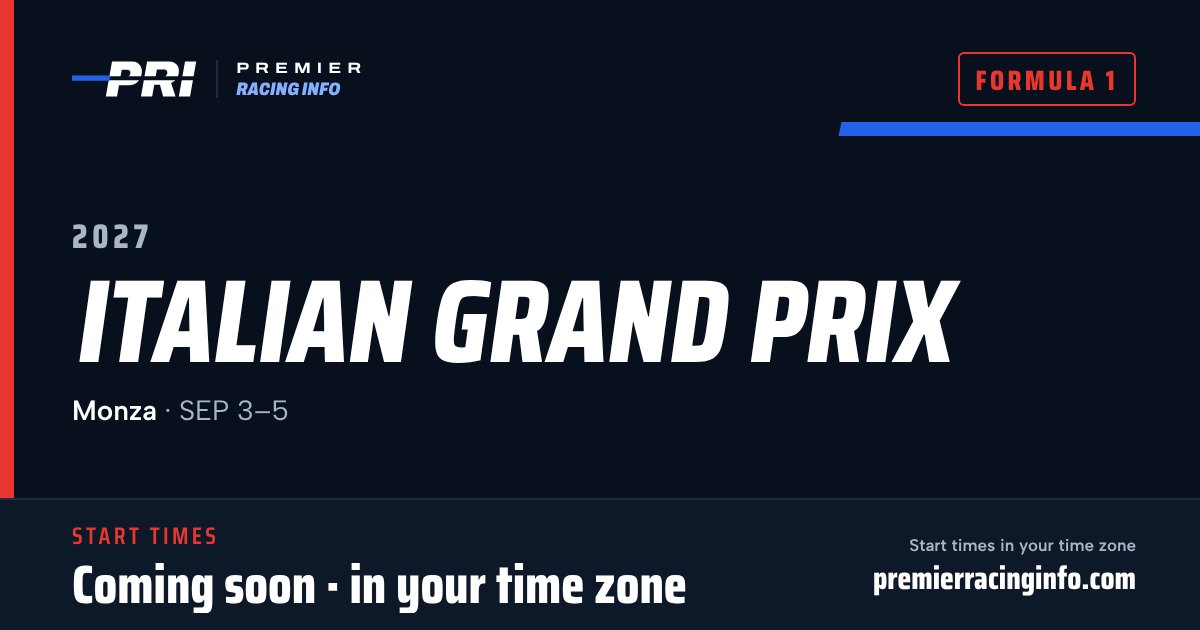 PRI
PREMIER
RACING INFO
FORMULA 1
2027
ITALIAN GRAND PRIX
Monza · SEP 3–5
START TIMES
Coming soon · in your time zone
Start times in your time zone
premierracinginfo.com